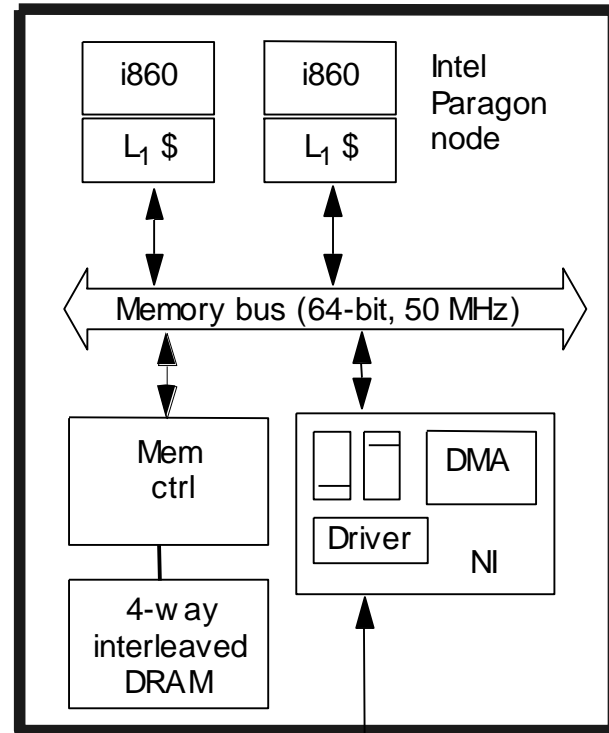 i860
i860
Intel
Paragon
node
L1 $
L1 $
Memory bus (64-bit, 50 MHz)
Mem
ctrl
DMA
Driver
NI
4-way
interleaved
DRAM